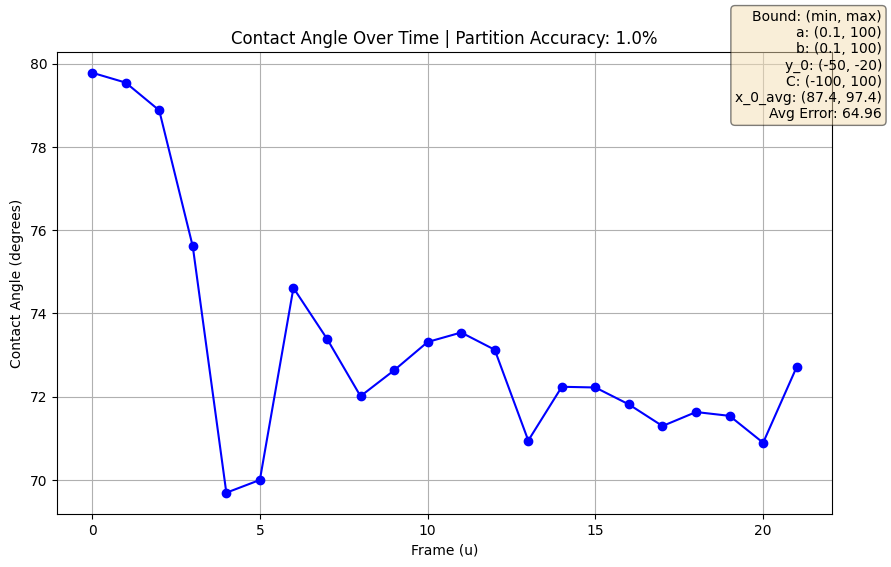 Contact Angle Over Time | Partition Accuracy: 1.0%
Bound: (min, max)
a: (0.1, 100)
b: (0.1, 100)
y_0: (-50, -20)
C: (-100, 100)
x_0_avg: (87.4, 97.4)
Avg Error: 64.96
Contact Angle (degrees)
80
78
76
74
72
70
0
5
10
15
20
Frame (u)